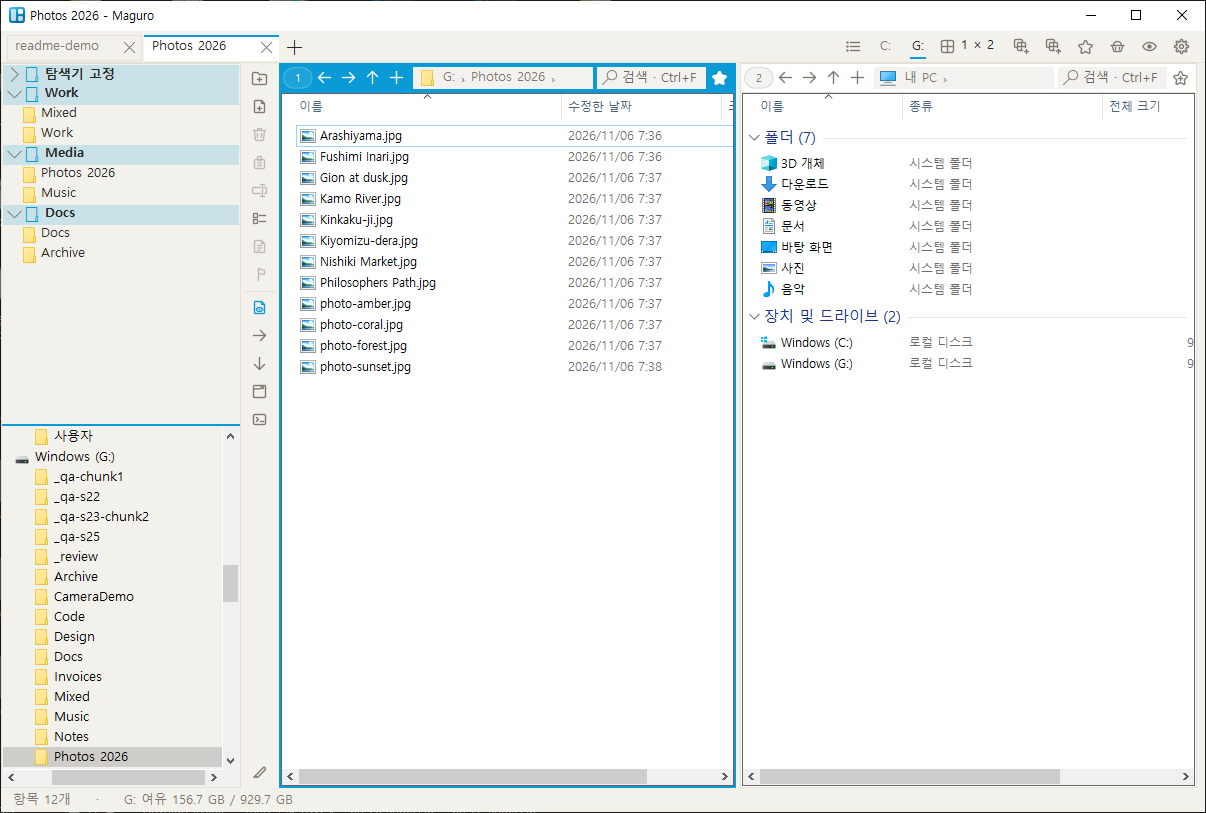 Photos 2026 - Maguro
readme-demo
Photos 2026
C:
G:
1 × 2
탐색기 고정
Work
Mixed
Work
Media
Photos 2026
Music
Docs
Docs
Archive
사용자
Windows (G:)
_qa-chunk1
_qa-s22
_qa-s23-chunk2
_qa-s25
_review
Archive
CameraDemo
Code
Design
Docs
Invoices
Mixed
Music
Notes
Photos 2026
1
G: › Photos 2026 ›
검색 · Ctrl+F
이름 수정한 날짜
Arashiyama.jpg 2026/11/06 7:36
Fushimi Inari.jpg 2026/11/06 7:36
Gion at dusk.jpg 2026/11/06 7:37
Kamo River.jpg 2026/11/06 7:37
Kinkaku-ji.jpg 2026/11/06 7:37
Kiyomizu-dera.jpg 2026/11/06 7:37
Nishiki Market.jpg 2026/11/06 7:37
Philosophers Path.jpg 2026/11/06 7:37
photo-amber.jpg 2026/11/06 7:37
photo-coral.jpg 2026/11/06 7:37
photo-forest.jpg 2026/11/06 7:37
photo-sunset.jpg 2026/11/06 7:38
2
내 PC ›
검색 · Ctrl+F
이름 종류 전체 크기
폴더 (7)
3D 개체 시스템 폴더
다운로드 시스템 폴더
동영상 시스템 폴더
문서 시스템 폴더
바탕 화면 시스템 폴더
사진 시스템 폴더
음악 시스템 폴더
장치 및 드라이브 (2)
Windows (C:) 로컬 디스크 9
Windows (G:) 로컬 디스크 9
항목 12개 · G: 여유 156.7 GB / 929.7 GB